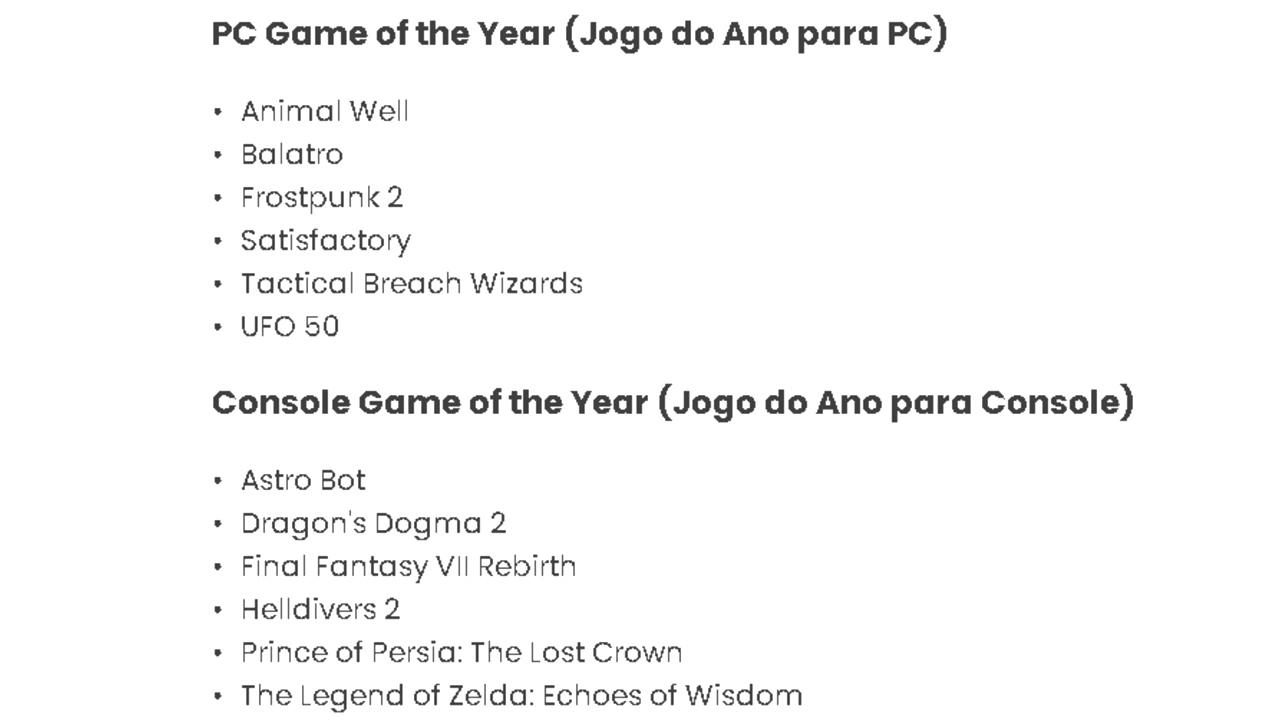 PC Game of the Year (Jogo do Ano para PC)
• Animal Well
• Balatro
• Frostpunk 2
• Satisfactory
• Tactical Breach Wizards
• UFO 50
Console Game of the Year (Jogo do Ano para Console)
• Astro Bot
• Dragon's Dogma 2
• Final Fantasy VII Rebirth
• Helldivers 2
• Prince of Persia: The Lost Crown
• The Legend of Zelda: Echoes of Wisdom